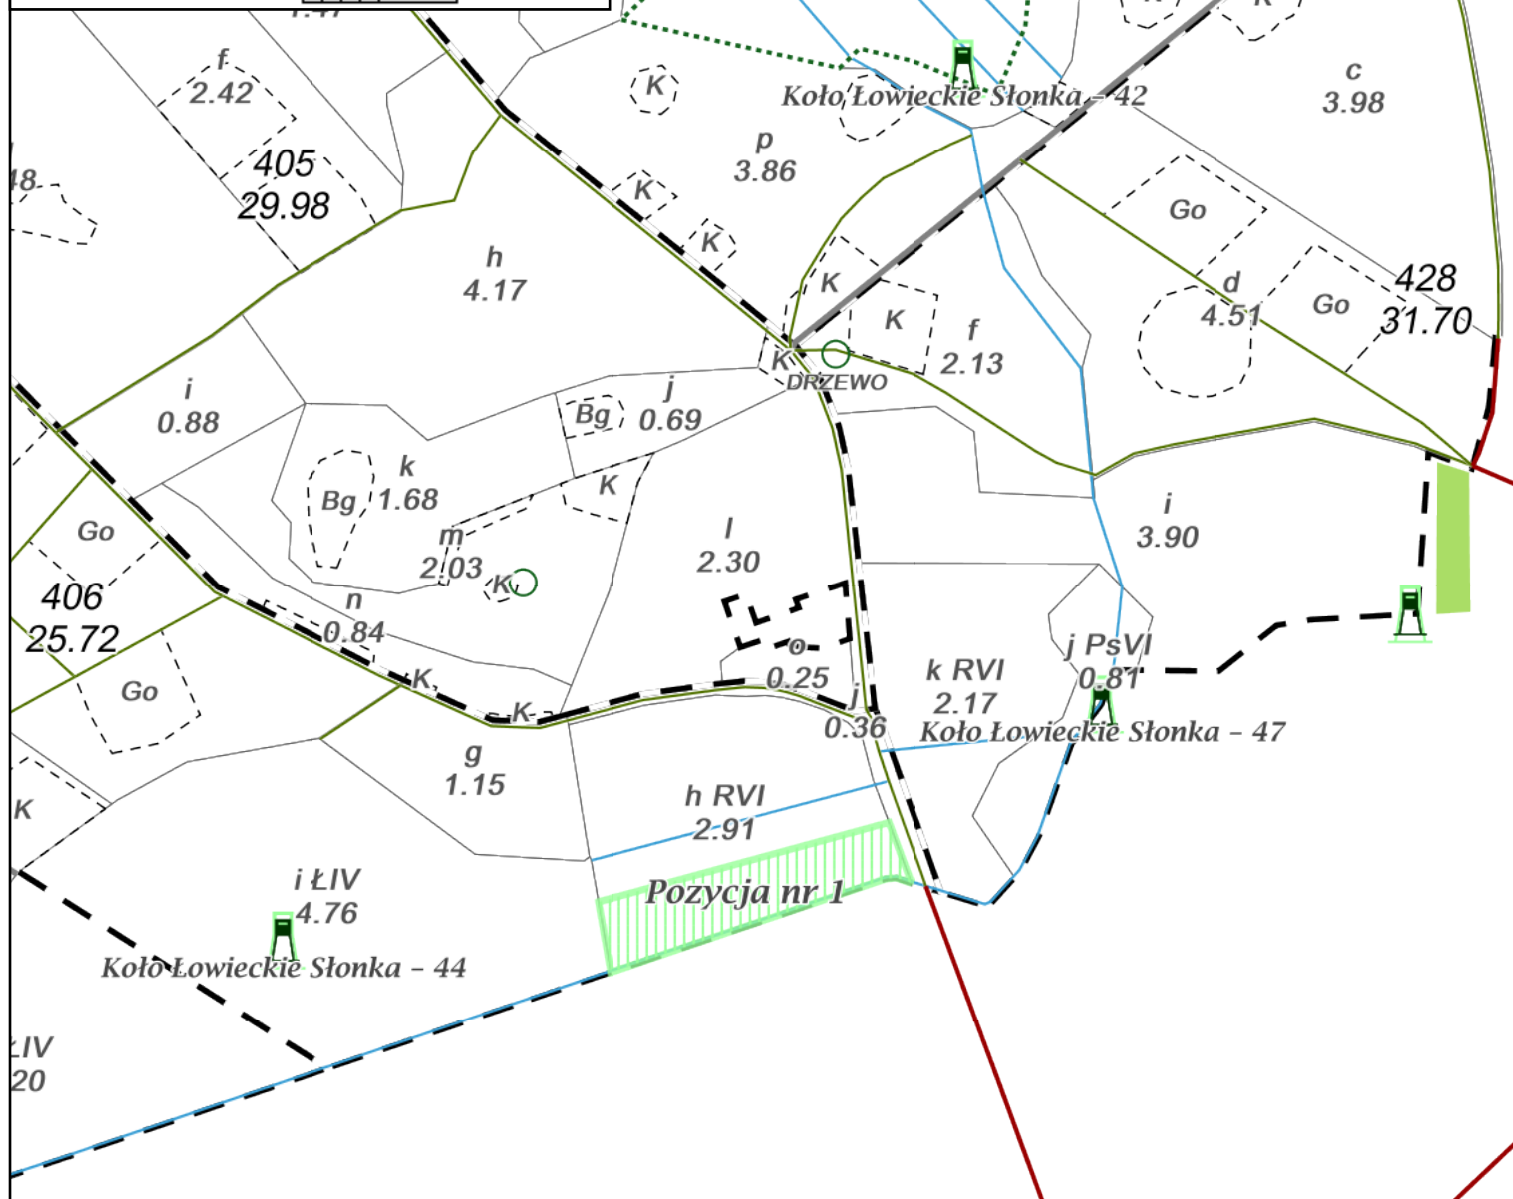 1.47
f
2.42
K
K
K
Koło Łowieckie Słonka – 42
c
3.98
405
29.98
p
3.86
48
K
K
Go
h
4.17
K
d
4.51
Go
428
31.70
K
f
2.13
K
DRZEWO
i
0.88
j
0.69
Bg
k
1.68
Bg
K
i
3.90
Go
m
2.03
K
l
2.30
406
25.72
n
0.84
o
0.25
j PsVI
0.81
k RVI
2.17
Go
K
K
j
0.36
Koło Łowieckie Słonka – 47
g
1.15
h RVI
2.91
K
Pozycja nr 1
i ŁIV
4.76
Koło Łowieckie Słonka – 44
ŁIV
20